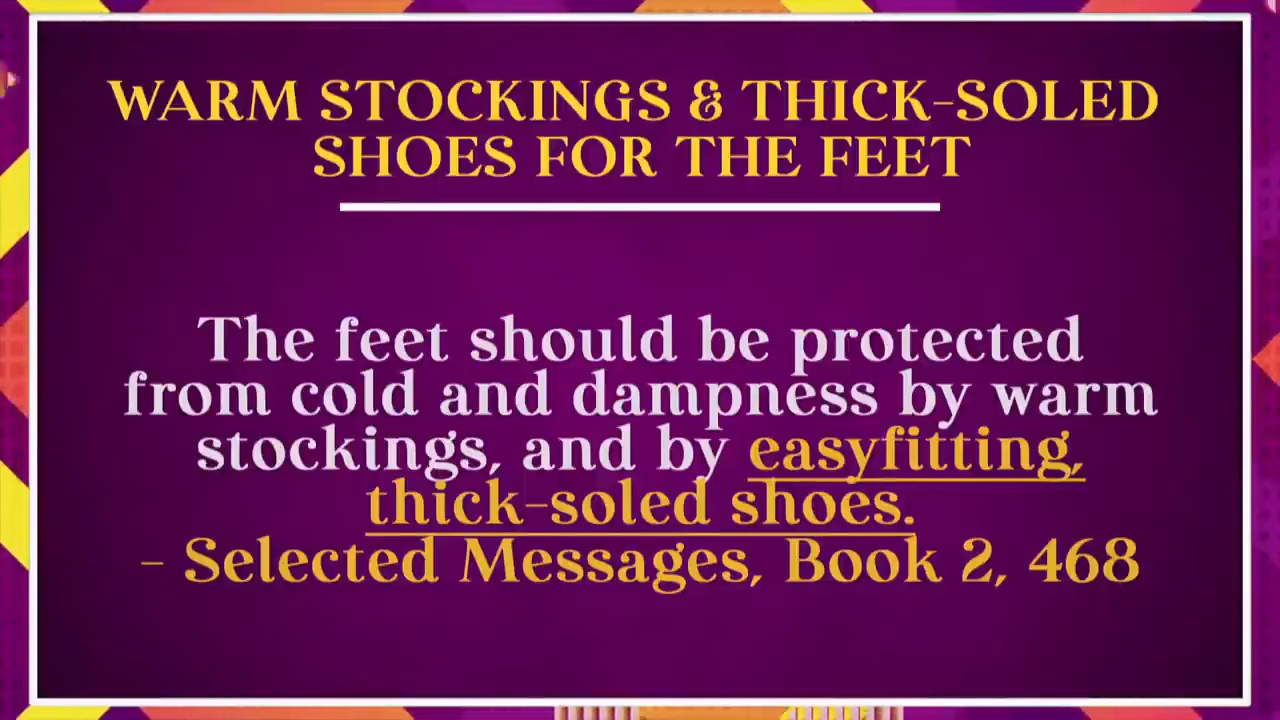 WARM STOCKINGS & THICK-SOLED
SHOES FOR THE FEET
The feet should be protected
from cold and dampness by warm
stockings, and by easyfitting,
thick-soled shoes.
- Selected Messages, Book 2, 468